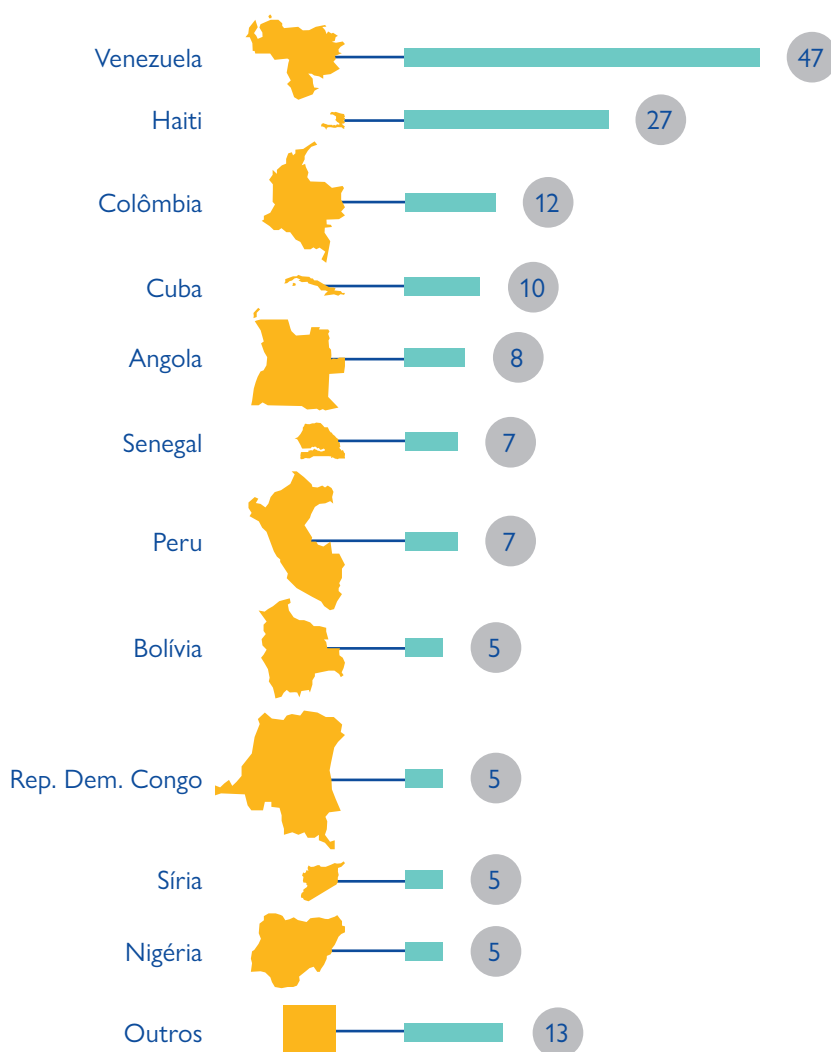 Venezuela 47
Haiti 27
Colômbia 12
Cuba 10
Angola 8
Senegal 7
Peru 7
Bolívia 5
Rep. Dem. Congo 5
Síria 5
Nigéria 5
Outros 13